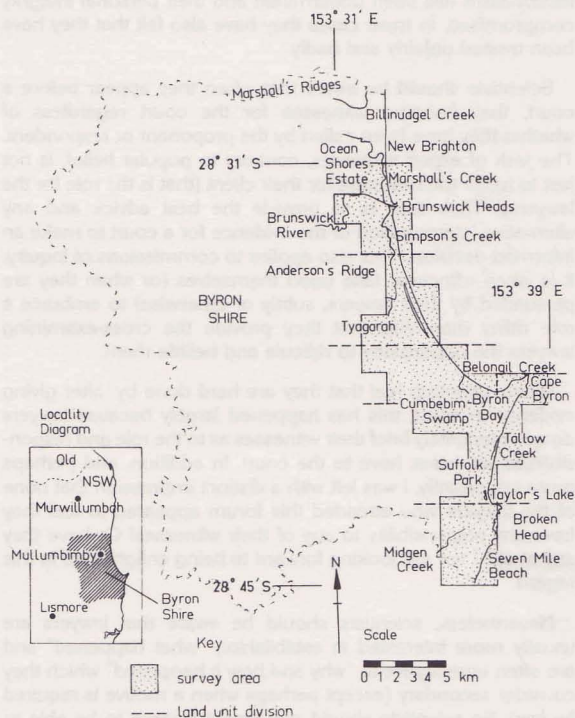 153° 31' E
Marshall's Ridges
Billinudgel Creek
Ocean
Shores
Estate
New Brighton
28° 31' S
Marshall's Creek
Brunswick Heads
Brunswick
River
Simpson's Creek
Anderson's Ridge
153° 39' E
BYRON
SHIRE
Tyagarah
Belongil Creek
Cape
Byron
Byron
Bay
Cumbebim
Swamp
Locality
Diagram
Tallow
Creek
Qld
NSW
Suffolk
Park
Murwillumbah
Taylor's Lake
Broken
Head
Mullumbimby
Midgen
Creek
Seven Mile
Beach
28° 45' S
N
Byron
Shire
Lismore
Key
Scale
0 1 2 3 4 5 km
survey area
land unit division